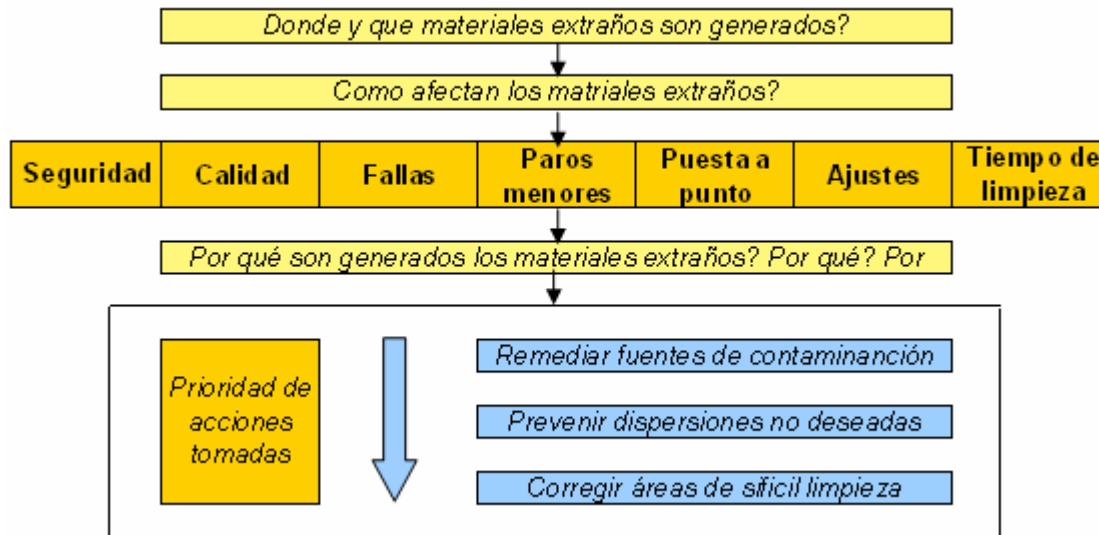 Donde y que materiales extraños son generados?
Como afectan los matriales extraños?
Seguridad
Calidad
Fallas
Paros
menores
Puesta a
punto
Ajustes
Tiempo de
limpieza
Por qué son generados los materiales extraños? Por qué? Por
Prioridad de
acciones
tomadas
Remediar fuentes de contaminanción
Prevenir dispersiones no deseadas
Corregir áreas de sificil limpieza